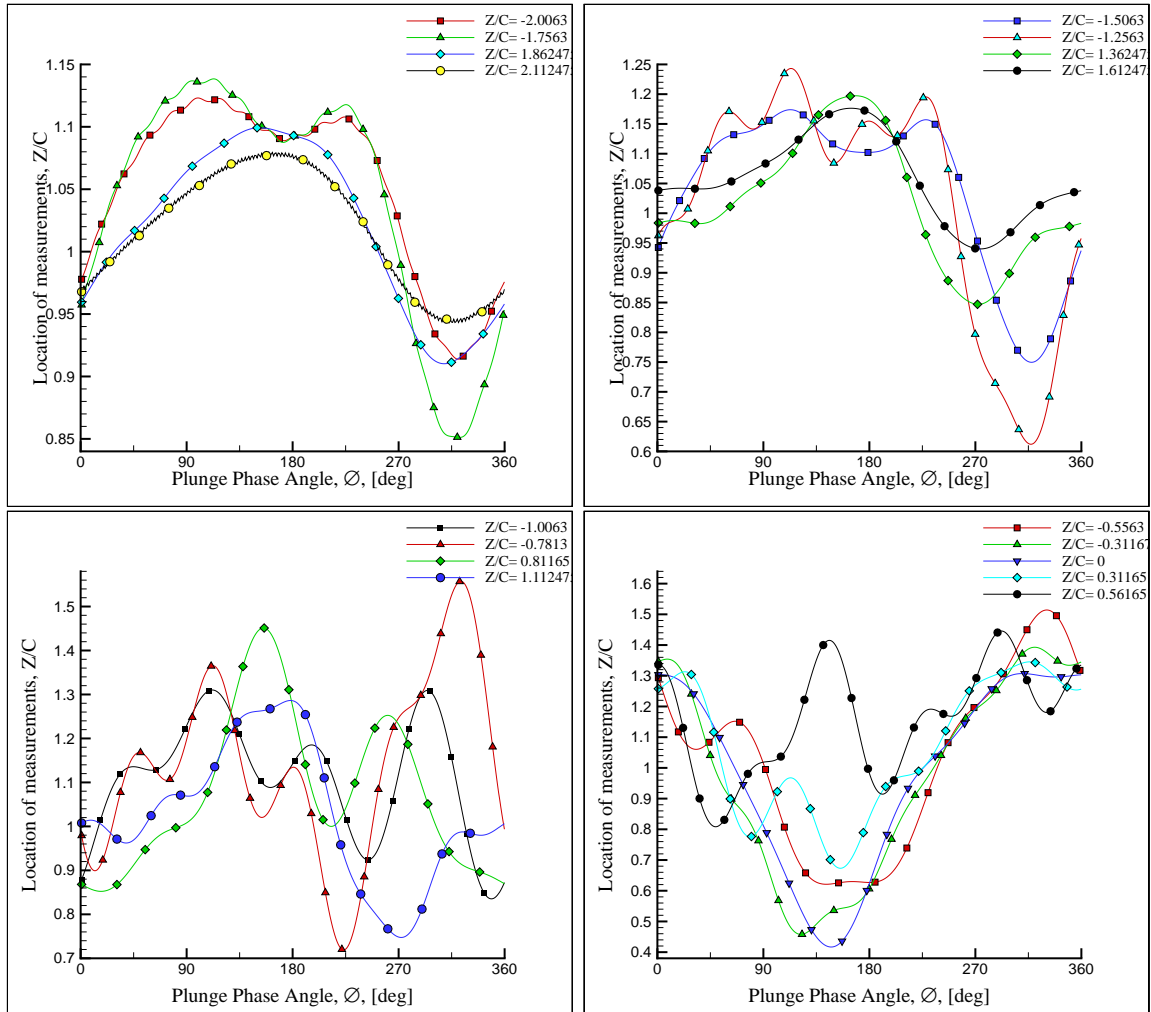 Z/C= -2.0063
Z/C= -1.7563
Z/C= 1.86247
Z/C= 2.11247
1.15
1.1
1.05
1
0.95
0.9
0.85
0 90 180 270 360
Location of measurements, Z/C
Plunge Phase Angle, ∅, [deg]
Z/C= -1.5063
Z/C= -1.2563
Z/C= 1.36247
Z/C= 1.61247
1.25
1.2
1.15
1.1
1.05
1
0.95
0.9
0.85
0.8
0.75
0.7
0.65
0.6
0 90 180 270 360
Location of measurements, Z/C
Plunge Phase Angle, ∅, [deg]
Z/C= -1.0063
Z/C= -0.7813
Z/C= 0.81165
Z/C= 1.11247
1.5
1.4
1.3
1.2
1.1
1
0.9
0.8
0.7
0 90 180 270 360
Location of measurements, Z/C
Plunge Phase Angle, ∅, [deg]
Z/C= -0.5563
Z/C= -0.31167
Z/C= 0
Z/C= 0.31165
Z/C= 0.56165
1.6
1.5
1.4
1.3
1.2
1.1
1
0.9
0.8
0.7
0.6
0.5
0.4
0 90 180 270 360
Location of measurements, Z/C
Plunge Phase Angle, ∅, [deg]